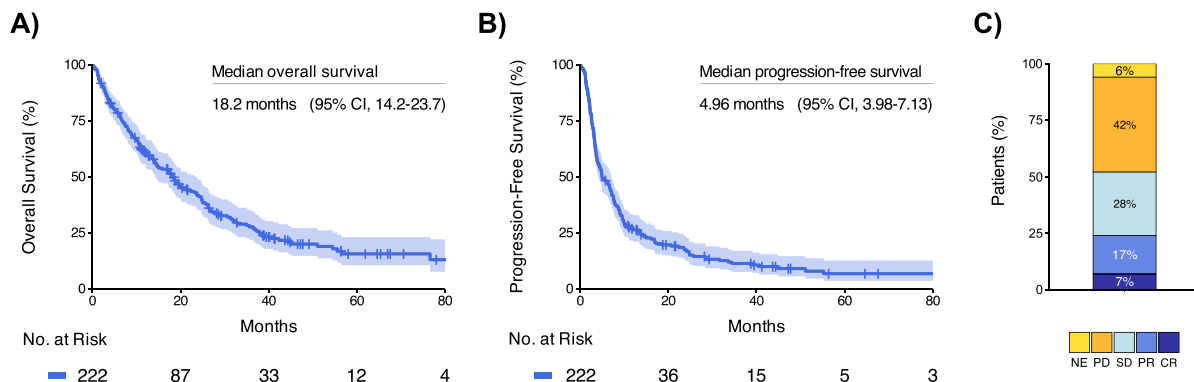 A)
Overall Survival (%)
100
75
50
25
0
Median overall survival
18.2 months (95% CI, 14.2-23.7)
0 20 40 60 80
Months
No. at Risk
222 87 33 12 4
B)
Progression-Free Survival (%)
100
75
50
25
0
Median progression-free survival
4.96 months (95% CI, 3.98-7.13)
0 20 40 60 80
Months
No. at Risk
222 36 15 5 3
C)
Patients (%)
100
75
50
25
0
6%
42%
28%
17%
7%
NE PD SD PR CR